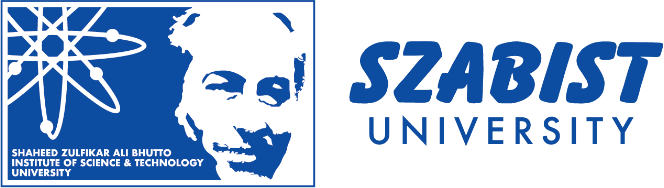 SHAHEED ZULFIKAR ALI BHUTTO
INSTITUTE OF SCIENCE & TECHNOLOGY
UNIVERSITY
SZABIST
UNIVERSITY